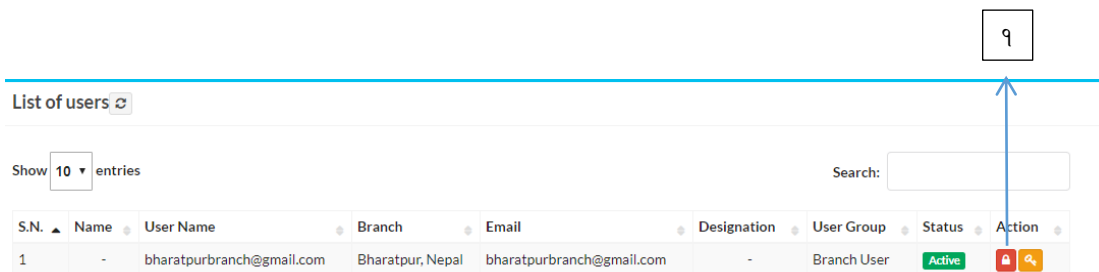 १
List of users
Show 10 entries Search:
S.N. Name User Name Branch Email Designation User Group Status Action
1 - bharatpurbranch@gmail.com Bharatpur, Nepal bharatpurbranch@gmail.com - Branch User Active